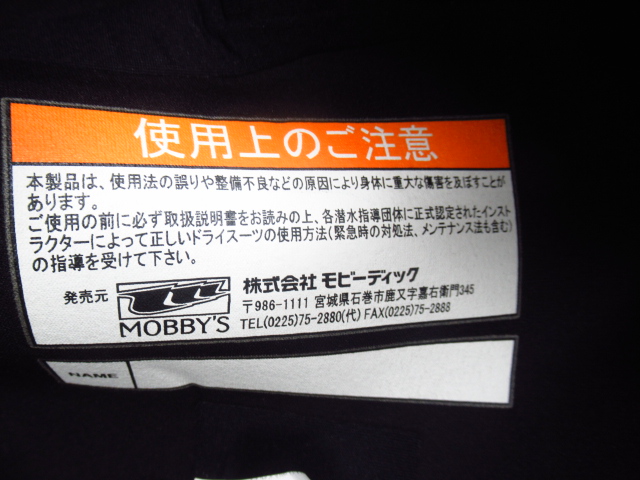 使用上のご注意
本製品は、使用法の誤りや整備不良などの原因により身体に重大な傷害を及ぼすことが
あります。
ご使用の前に必ず取扱説明書をお読みの上、各潜水指導団体に正式認定されたインスト
ラクターによって正しいドライスーツの使用方法(緊急時の対処法、メンテナンス法も含む)
の指導を受けて下さい。
発売元
MOBBY'S
株式会社 モビーディック
〒986-1111 宮城県石巻市鹿又字嘉右衛門345
TEL(0225)75-2880(代) FAX(0225)75-2888
NAME